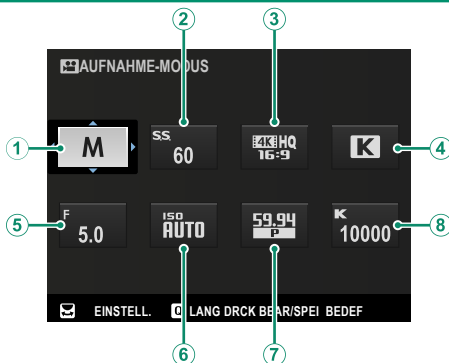 2
3
AUFNAHME-MODUS
1
M
S.S.
60
4K HQ
16:9
K
4
5
F
5.0
ISO
AUTO
59.94
P
K
10000
8
EINSTELL.
Q LANG DRCK BEAR/SPEI BEDEF
6
7